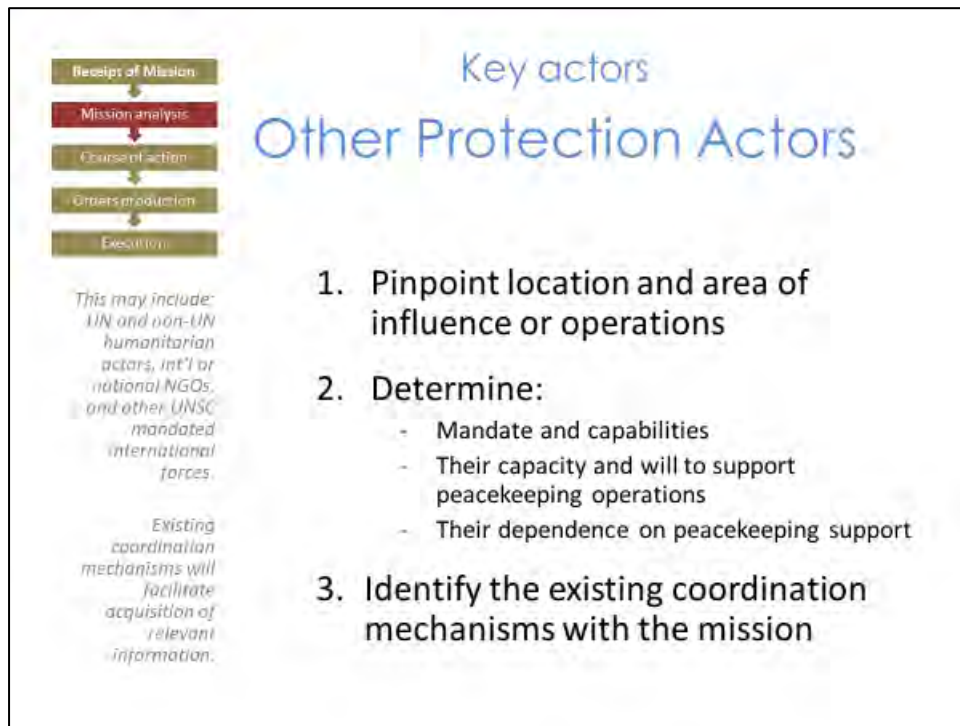 Receipt of Mission
Mission analysis
Course of action
Orders production
Execution
This may include:
UN and non-UN
humanitarian
actors, int'l or
national NGOs,
and other UNSC
mandated
international
forces.
Existing
coordination
mechanisms will
facilitate
acquisition of
relevant
information.
Key actors
Other Protection Actors
1. Pinpoint location and area of
influence or operations
2. Determine:
- Mandate and capabilities
- Their capacity and will to support
peacekeeping operations
- Their dependence on peacekeeping support
3. Identify the existing coordination
mechanisms with the mission